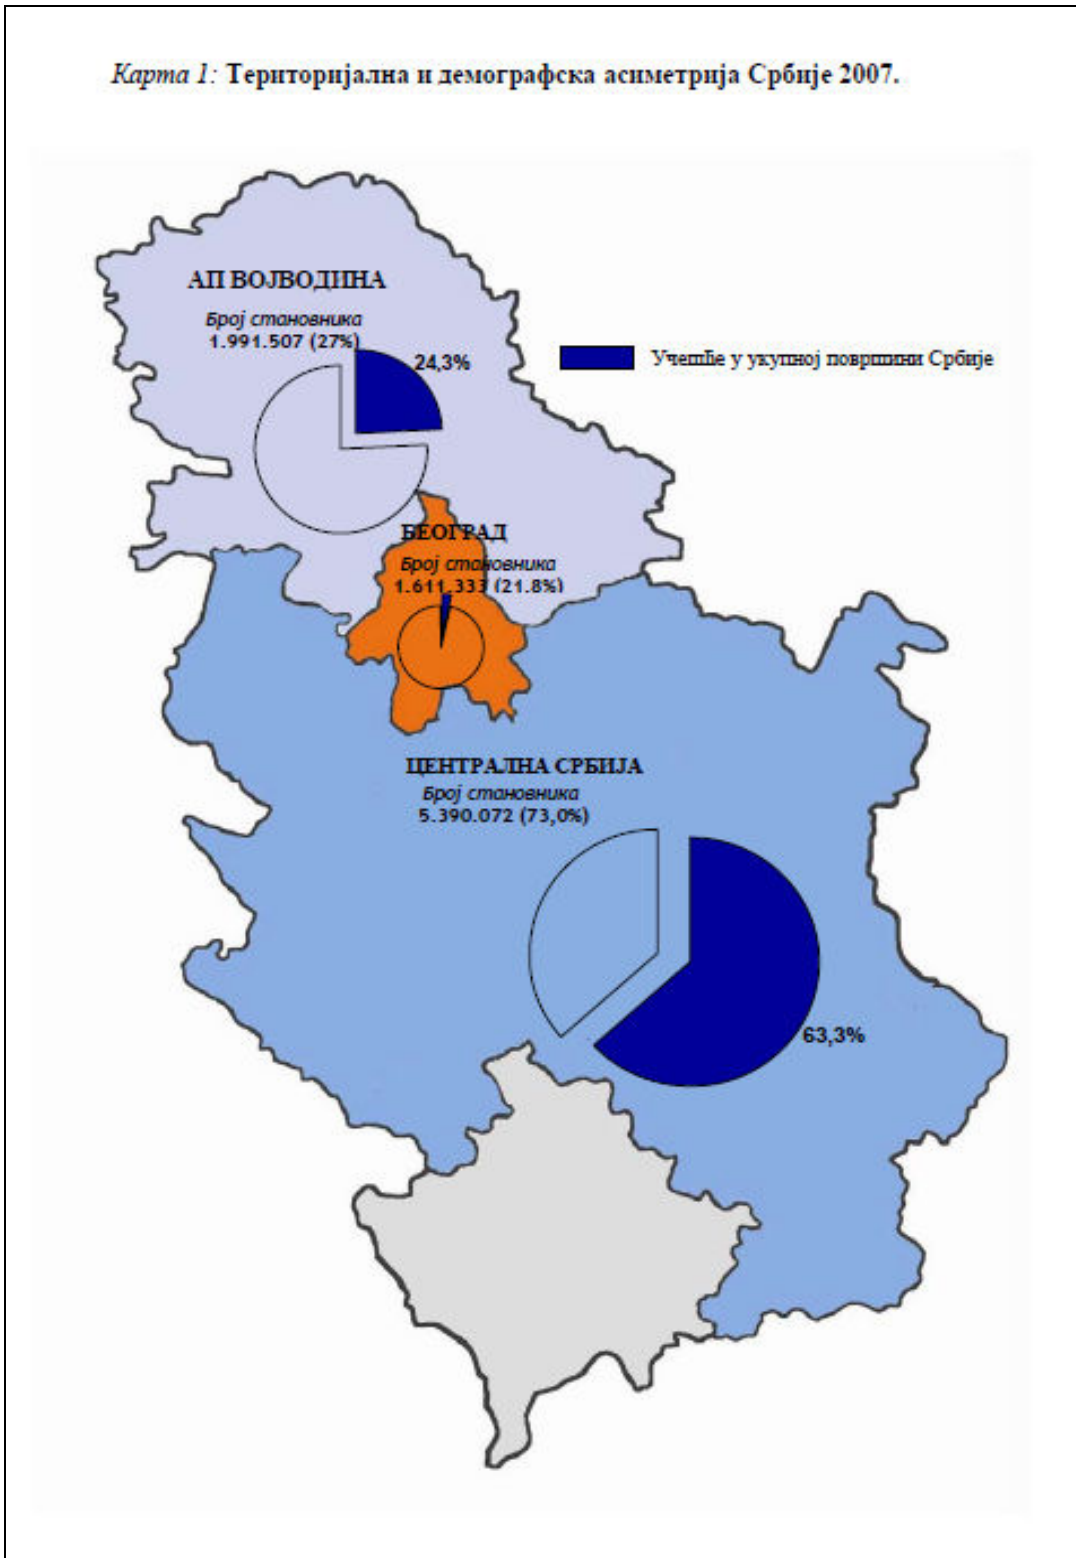 Карта 1: Територијална и демографска асиметрија Србије 2007.
АП ВОЈВОДИНА
Број становника
1.991.507 (27%)
24,3%
Учешће у укупној површини Србије
БЕОГРАД
Број становника
1.611.333 (21.8%)
ЦЕНТРАЛНА СРБИЈА
Број становника
5.390.072 (73,0%)
63,3%